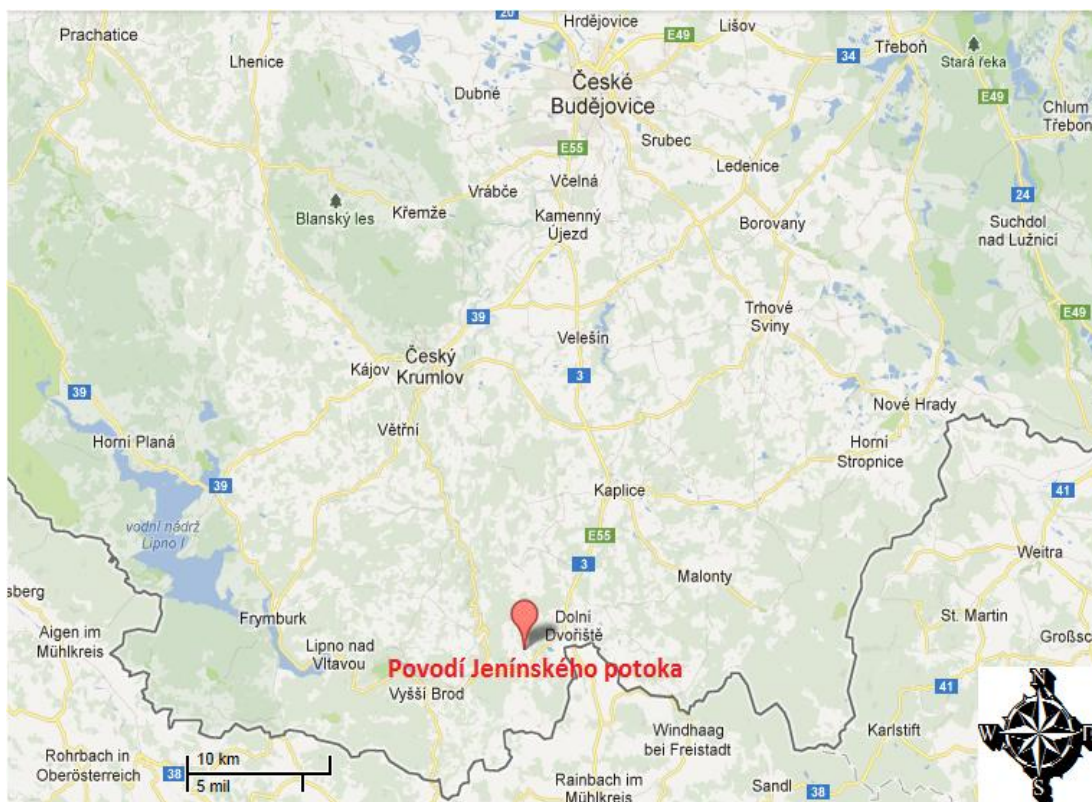 20
Hrdějovice
Lišov
E49
Prachatice
Třeboň
Lhenice
34
Stará řeka
České
Budějovice
Dubné
E49
Chlum
Třeboň
Srubec
E55
Ledenice
Včelná
Vrábče
24
Blanský les
Křemže
Kamenný
Újezd
Borovany
Suchdol
nad Lužnicí
39
Trhové
Sviny
E49
Velešín
Český
Krumlov
Kájov
3
39
Nové Hrady
Větřní
Horní Planá
Horní
Stropnice
39
Kaplice
41
vodní nádrž
Lipno I
E55
Weitra
3
Malonty
sberg
Frymburk
Dolní
Dvořiště
St. Martin
Aigen im
Mühlkreis
Lipno nad
Vltavou
Großsc
Povodí Jenínského potoka
Vyšší Brod
41
N
Windhaag
bei Freistadt
Karlstift
W
Rohrbach in
Oberösterreich
10 km
38
5 mil
Rainbach im
Mühlkreis
Sandl
38
S